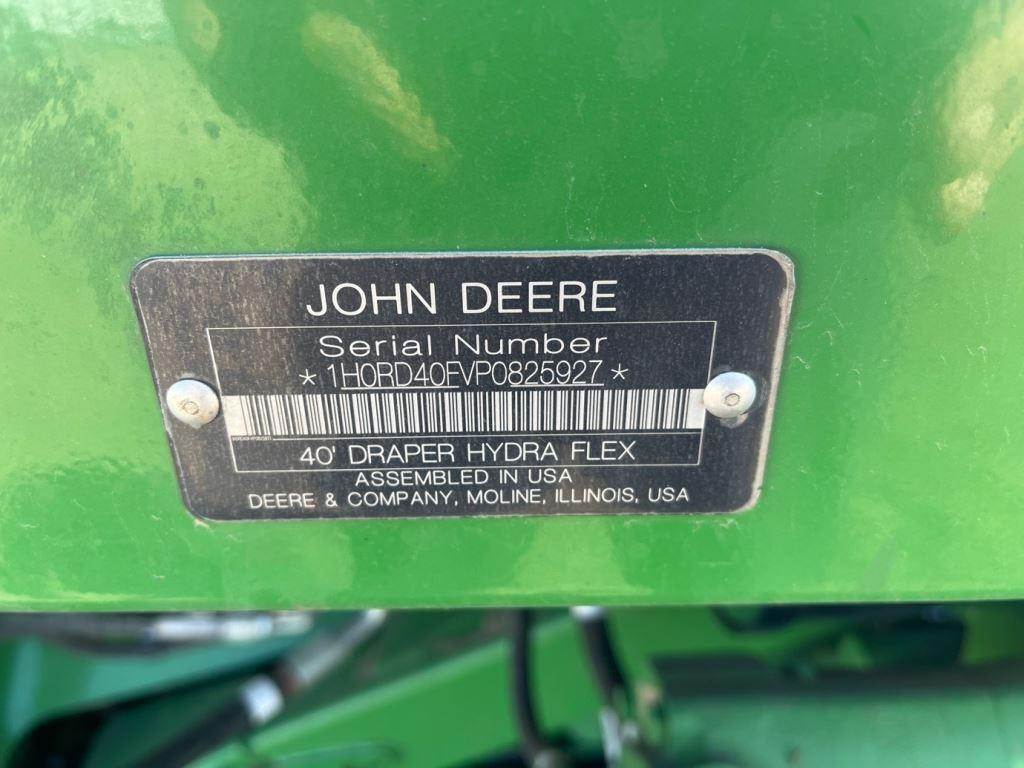 JOHN DEERE
Serial Number
*1H0RD40FVP0825927*
40' DRAPER HYDRA FLEX
ASSEMBLED IN USA
DEERE & COMPANY, MOLINE, ILLINOIS, USA